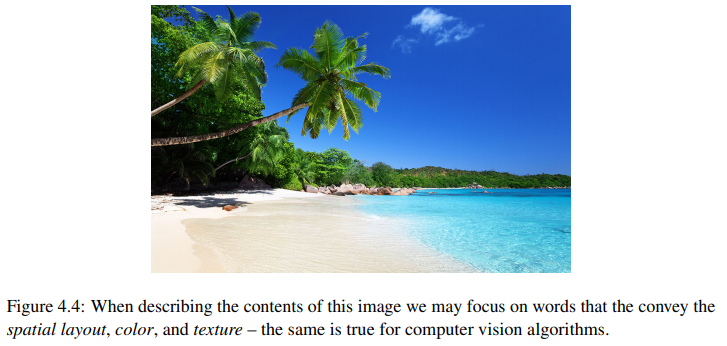 Figure 4.4: When describing the contents of this image we may focus on words that the convey the
spatial layout, color, and texture – the same is true for computer vision algorithms.